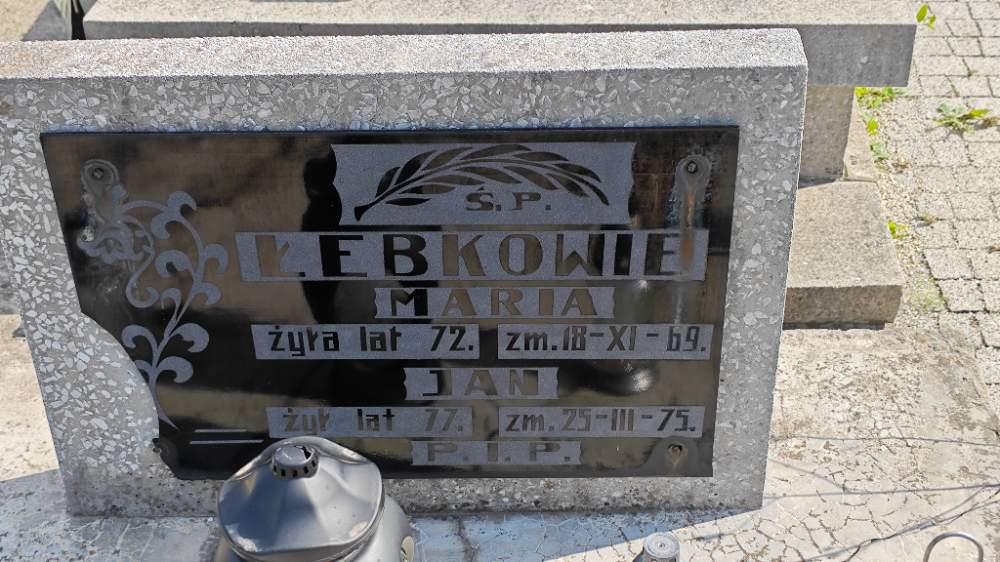 Ś.P.
ŁEBKOWIE
MARIA
żyła lat 72. zm. 18-XI-69.
JAN
żył lat 77. zm. 25-III-75.
P.I.P.